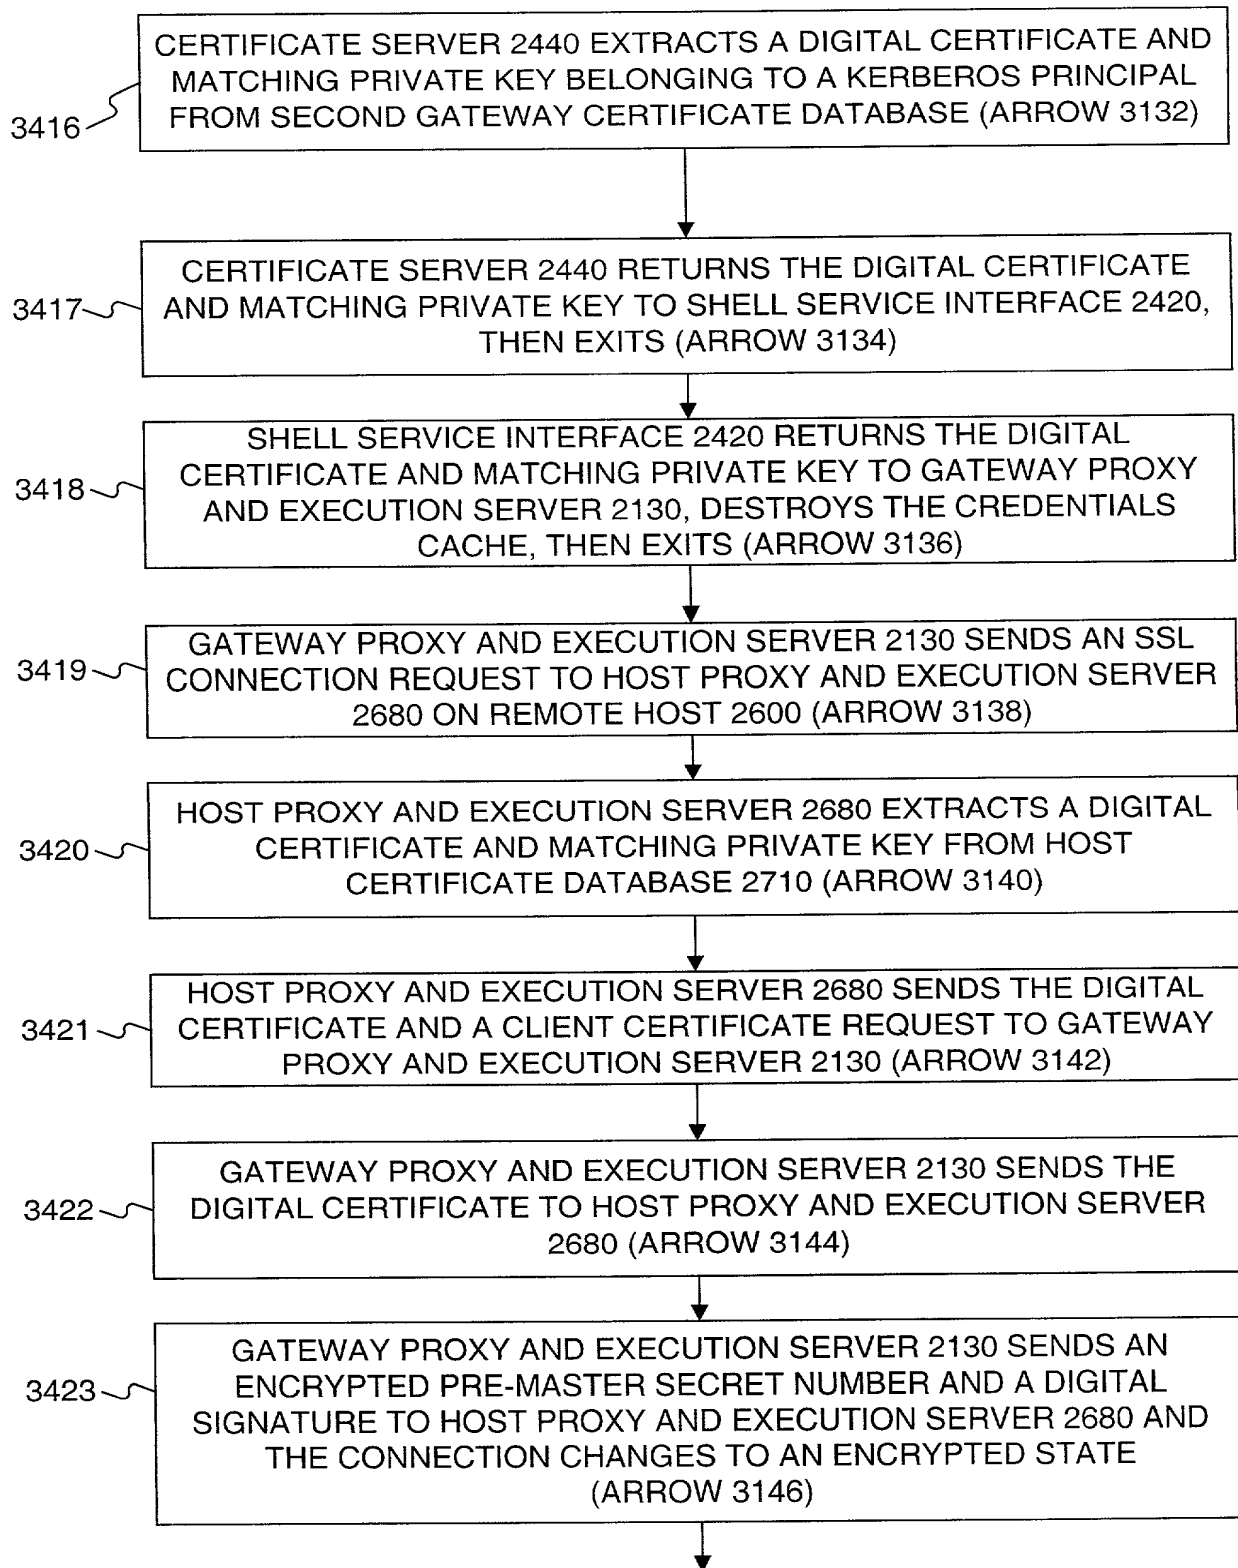 CERTIFICATE SERVER 2440 EXTRACTS A DIGITAL CERTIFICATE AND
MATCHING PRIVATE KEY BELONGING TO A KERBEROS PRINCIPAL
FROM SECOND GATEWAY CERTIFICATE DATABASE (ARROW 3132)
3416
CERTIFICATE SERVER 2440 RETURNS THE DIGITAL CERTIFICATE
AND MATCHING PRIVATE KEY TO SHELL SERVICE INTERFACE 2420,
THEN EXITS (ARROW 3134)
3417
SHELL SERVICE INTERFACE 2420 RETURNS THE DIGITAL
CERTIFICATE AND MATCHING PRIVATE KEY TO GATEWAY PROXY
AND EXECUTION SERVER 2130, DESTROYS THE CREDENTIALS
CACHE, THEN EXITS (ARROW 3136)
3418
GATEWAY PROXY AND EXECUTION SERVER 2130 SENDS AN SSL
CONNECTION REQUEST TO HOST PROXY AND EXECUTION SERVER
2680 ON REMOTE HOST 2600 (ARROW 3138)
3419
HOST PROXY AND EXECUTION SERVER 2680 EXTRACTS A DIGITAL
CERTIFICATE AND MATCHING PRIVATE KEY FROM HOST
CERTIFICATE DATABASE 2710 (ARROW 3140)
3420
HOST PROXY AND EXECUTION SERVER 2680 SENDS THE DIGITAL
CERTIFICATE AND A CLIENT CERTIFICATE REQUEST TO GATEWAY
PROXY AND EXECUTION SERVER 2130 (ARROW 3142)
3421
GATEWAY PROXY AND EXECUTION SERVER 2130 SENDS THE
DIGITAL CERTIFICATE TO HOST PROXY AND EXECUTION SERVER
2680 (ARROW 3144)
3422
GATEWAY PROXY AND EXECUTION SERVER 2130 SENDS AN
ENCRYPTED PRE-MASTER SECRET NUMBER AND A DIGITAL
SIGNATURE TO HOST PROXY AND EXECUTION SERVER 2680 AND
THE CONNECTION CHANGES TO AN ENCRYPTED STATE
(ARROW 3146)
3423